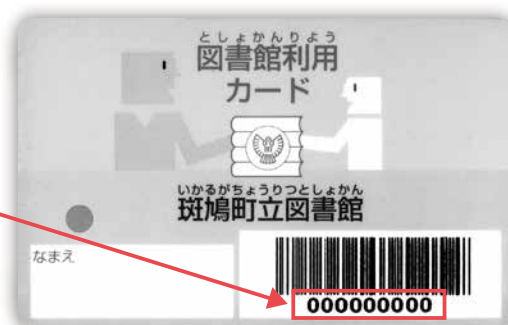 としょかんりよう
図書館利用
カード
いかるがちょうりつとしょかん
斑鳩町立図書館
なまえ
000000000